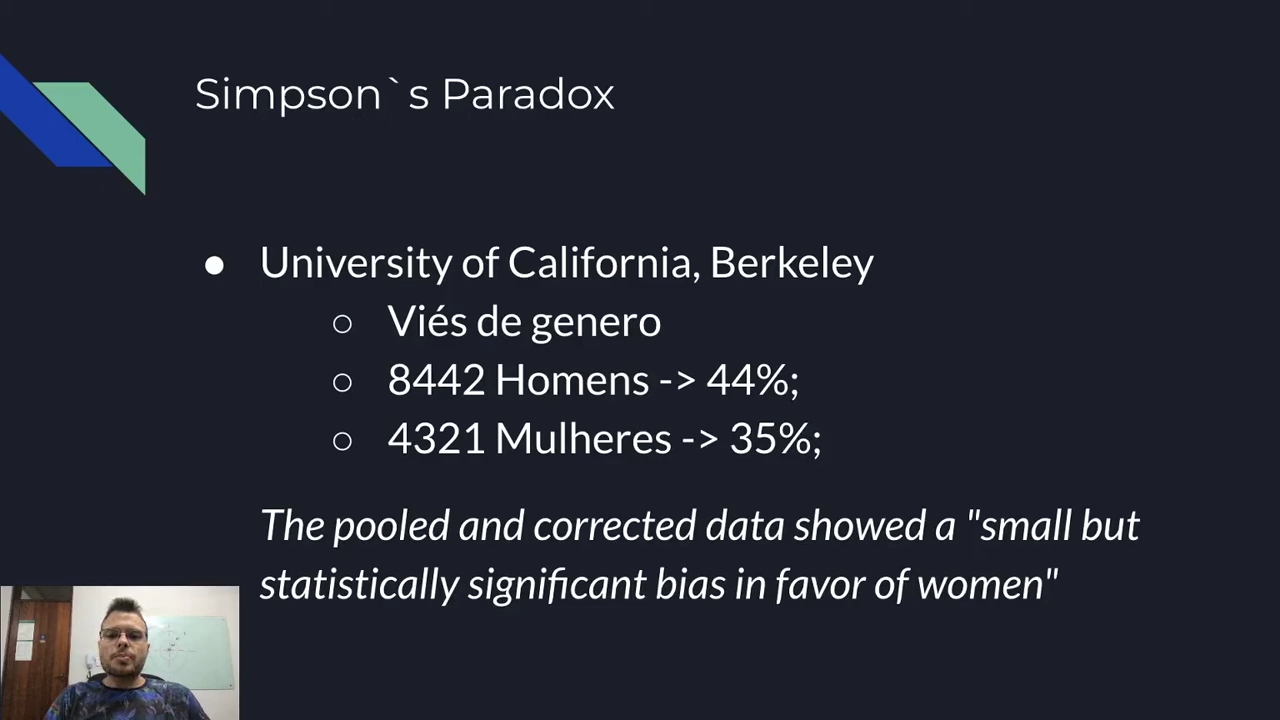 Simpson`s Paradox
● University of California, Berkeley
○ Viés de genero
○ 8442 Homens -> 44%;
○ 4321 Mulheres -> 35%;
The pooled and corrected data showed a "small but
statistically significant bias in favor of women"